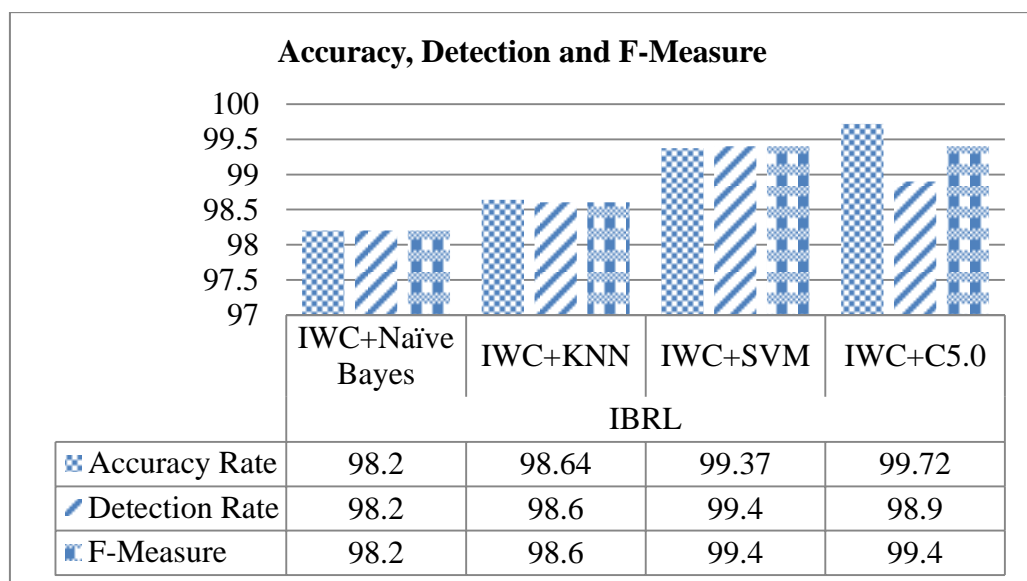 Accuracy, Detection and F-Measure
100
99.5
99
98.5
98
97.5
97
IWC+Naïve
Bayes
IWC+KNN
IWC+SVM
IWC+C5.0
IBRL
Accuracy Rate 98.2 98.64 99.37 99.72
Detection Rate 98.2 98.6 99.4 98.9
F-Measure 98.2 98.6 99.4 99.4